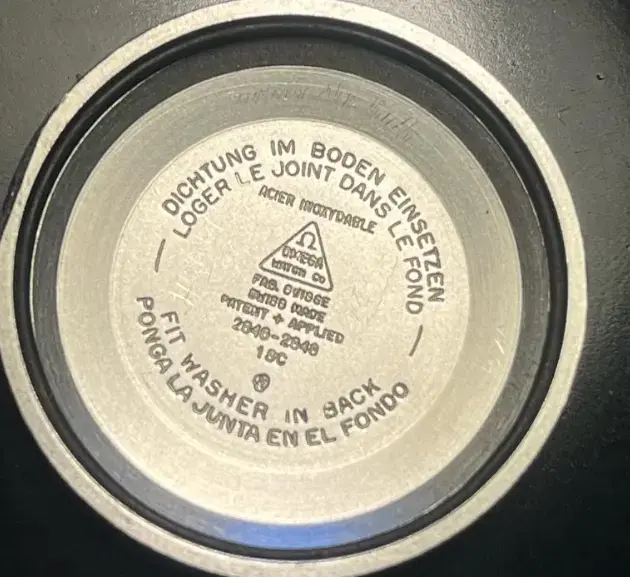 DICHTUNG IM BODEN EINSETZEN
LOGER LE JOINT DANS LE FOND
ACIER INOXYDABLE
Ω
OMEGA
WATCH CO
FAB. SUISSE
SWISS MADE
PATENT + APPLIED
2846-2848
FIT WASHER IN BACK
PONGA LA JUNTA EN EL FONDO